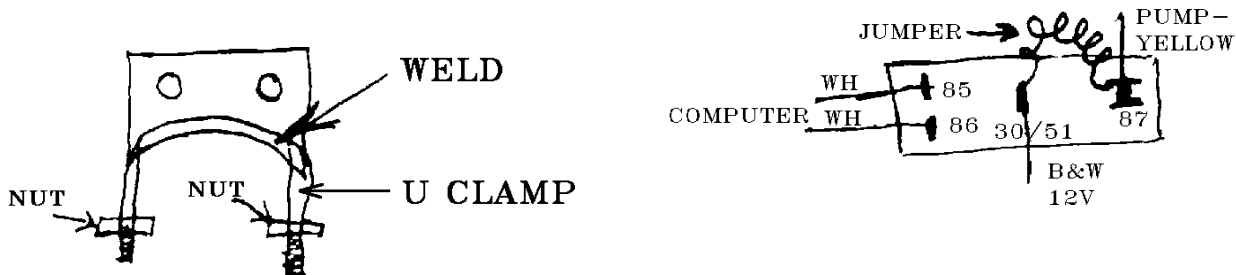 WELD
NUT
NUT
U CLAMP
JUMPER
PUMP-
YELLOW
WH
85
COMPUTER WH
86
30/51
87
B&W
12V